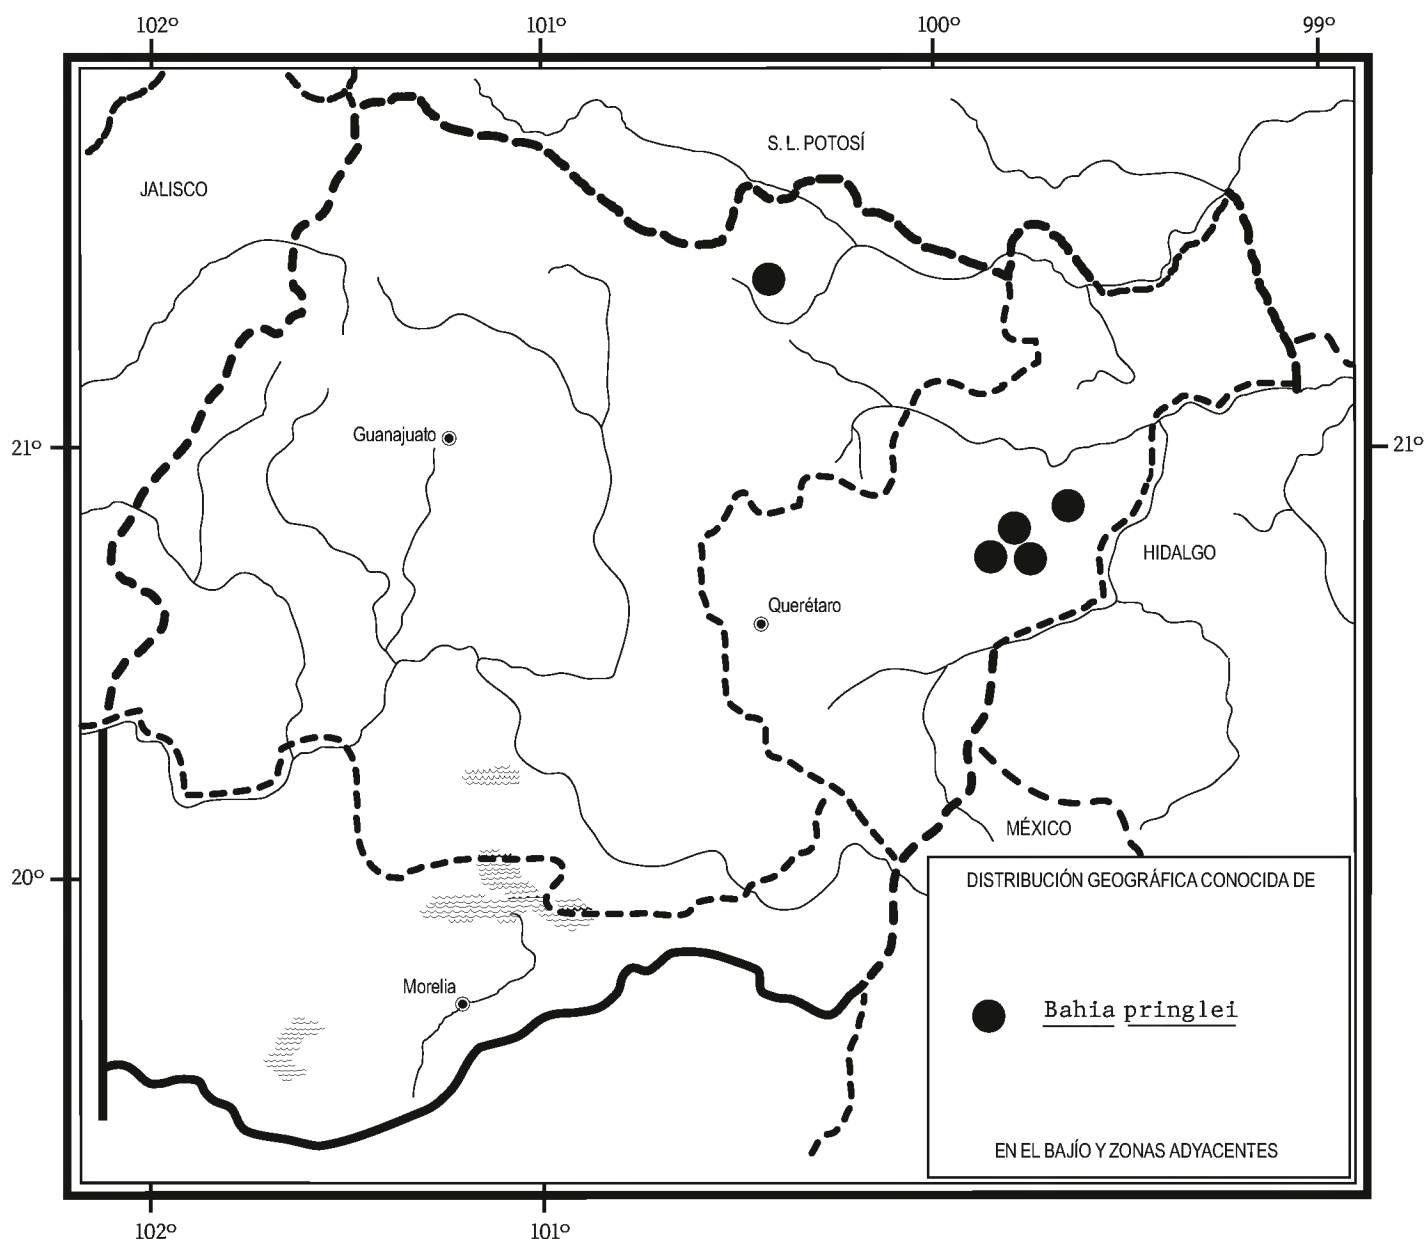 102º 101º 100º 99º
S. L. POTOSÍ
JALISCO
Guanajuato
21º 21º
HIDALGO
Querétaro
MÉXICO
20º
DISTRIBUCIÓN GEOGRÁFICA CONOCIDA DE
Morelia
Bahia pringlei
EN EL BAJÍO Y ZONAS ADYACENTES
102º 101º